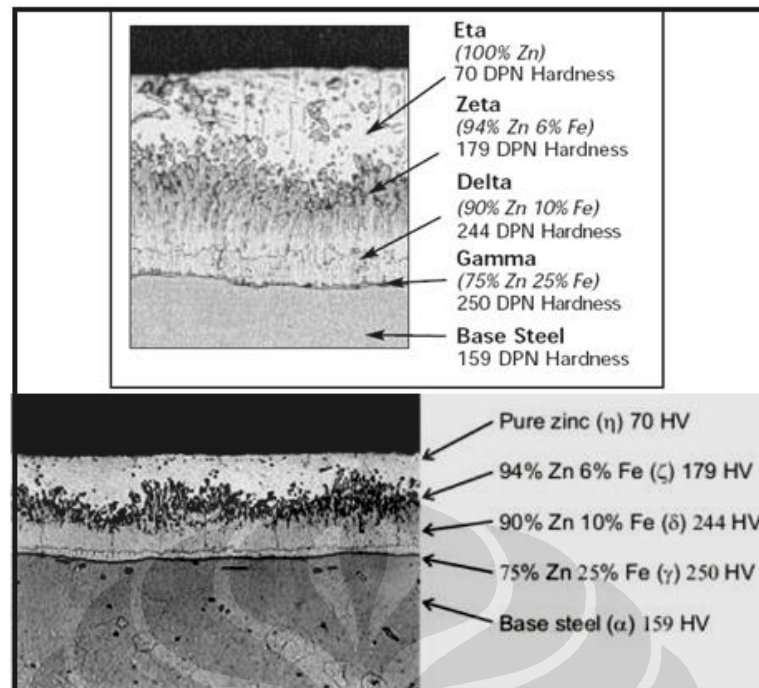 Eta
(100% Zn)
70 DPN Hardness
Zeta
(94% Zn 6% Fe)
179 DPN Hardness
Delta
(90% Zn 10% Fe)
244 DPN Hardness
Gamma
(75% Zn 25% Fe)
250 DPN Hardness
Base Steel
159 DPN Hardness
Pure zinc (η) 70 HV
94% Zn 6% Fe (ζ) 179 HV
90% Zn 10% Fe (δ) 244 HV
75% Zn 25% Fe (γ) 250 HV
Base steel (α) 159 HV